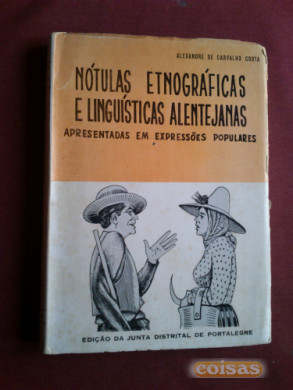 ALEXANDRE DE CARVALHO COSTA
NÓTULAS ETNOGRÁFICAS
E LINGUÍSTICAS ALENTEJANAS
APRESENTADAS EM EXPRESSÕES POPULARES
EDIÇÃO DA JUNTA DISTRITAL DE PORTALEGRE
coisas